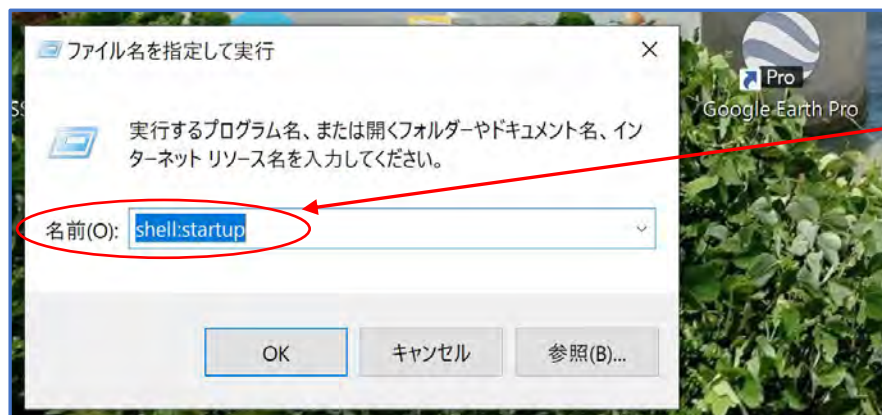 ファイル名を指定して実行
Pro
Google Earth Pro
実行するプログラム名、または開くフォルダーやドキュメント名、イン
ターネット リソース名を入力してください。
名前(O):
shell:startup
OK
キャンセル
参照(B)...